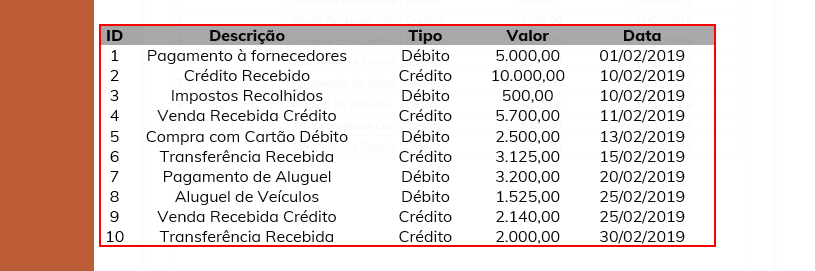 ID Descrição Tipo Valor Data
1 Pagamento à fornecedores Débito 5.000,00 01/02/2019
2 Crédito Recebido Crédito 10.000,00 10/02/2019
3 Impostos Recolhidos Débito 500,00 10/02/2019
4 Venda Recebida Crédito Crédito 5.700,00 11/02/2019
5 Compra com Cartão Débito Débito 2.500,00 13/02/2019
6 Transferência Recebida Crédito 3.125,00 15/02/2019
7 Pagamento de Aluguel Débito 3.200,00 20/02/2019
8 Aluguel de Veículos Débito 1.525,00 25/02/2019
9 Venda Recebida Crédito Crédito 2.140,00 25/02/2019
10 Transferência Recebida Crédito 2.000,00 30/02/2019